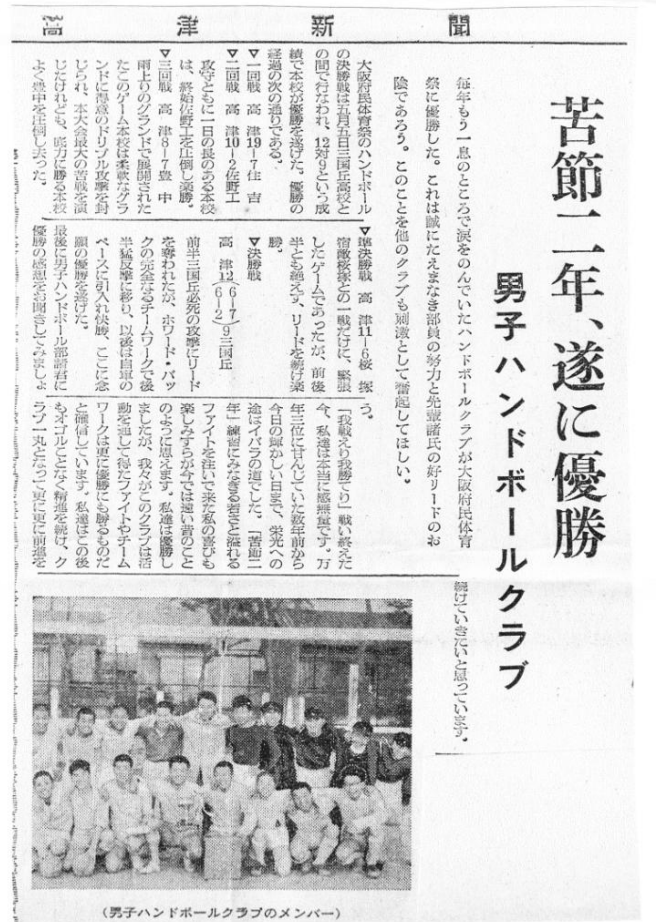 高津新聞
苦節二年、遂に優勝
男子ハンドボールクラブ
毎年もう一息のところで涙をのんでいたハンドボールクラブが大阪府民体育
祭に優勝した。これは誠にたえまなき部員の努力と先輩諸氏の好リードのお
陰であろう。このことを他のクラブも刺激として奮起してほしい。
大阪府民体育祭のハンドボール
の決勝戦は五月五日三国丘高校と
の間で行なわれ、12対9という成
績で本校が優勝を遂げた。優勝の
経過の次の通りである。
▽一回戦 高 津19−7住 吉
▽二回戦 高 津10−2佐野工
攻守ともに一日の長のある本校
は、終始佐野工を圧倒し楽勝。
▽三回戦 高 津8−7豊 中
雨上りのグランドで展開された
たこのゲーム本校は柔軟なグラ
ンドに得意のドリブル攻撃を封
じられ、本大会最大の苦戦を演
じたけれども、底力に勝る本校
よく豊中を圧倒し去った。
▽準決勝戦 高 津11−6桜 塚
宿敵桜塚との一戦だけに、緊張
したゲームであったが、前後
半とも絶えず、リードを続け楽
勝。
▽決勝戦
高 津12(6−7 6−2)9三国丘
前半三国丘必死の攻撃にリード
を奪われたが、ホワード・バッ
クの完全なるチームワークで後
半猛攻撃に移り、以後は自軍の
ペースに引入れ快勝。ここに念
願の優勝を遂げた。
最後に男子ハンドボール部諸君に
優勝の感想をお聞きしてみましょ
う。
「我戦えり我勝てり」戦い終えた
今、私達は本当に感無量です。万
年三位に甘んじていた数年前から
今日の輝かしい日まで、栄光への
途はイバラの道でした。「苦節二
年」練習にみなぎる若さと溢れる
ファイトを注いで来た私の喜びも
楽しみすらが今では遠い昔のこと
のように思えます。私達は優勝し
ましたが、我々がこのクラブは活
動を通して得たファイトやチーム
ワークは更に優勝にも勝るものだ
と確信しています。私達はこの後
もオゴルことなく精進を続け、ク
ラブ一丸となって更に更に前進を
続けていきたいと思っています。
(男子ハンドボールクラブのメンバー)